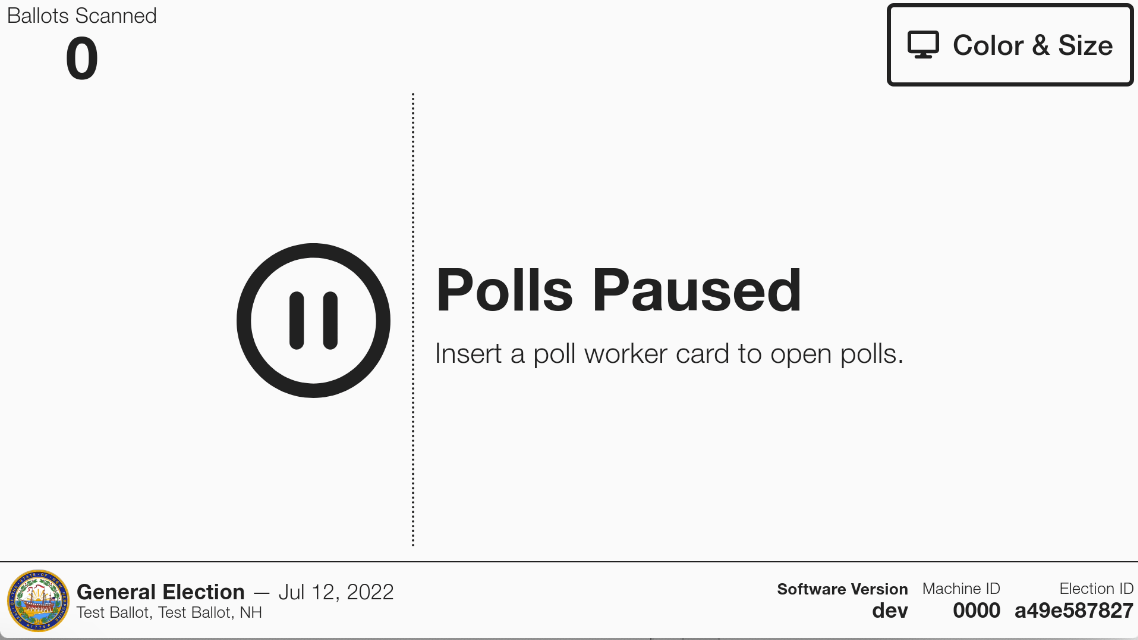 Ballots Scanned
0
Color & Size
Polls Paused
Insert a poll worker card to open polls.
General Election — Jul 12, 2022
Test Ballot, Test Ballot, NH
Software Version
dev
Machine ID
0000
Election ID
a49e587827